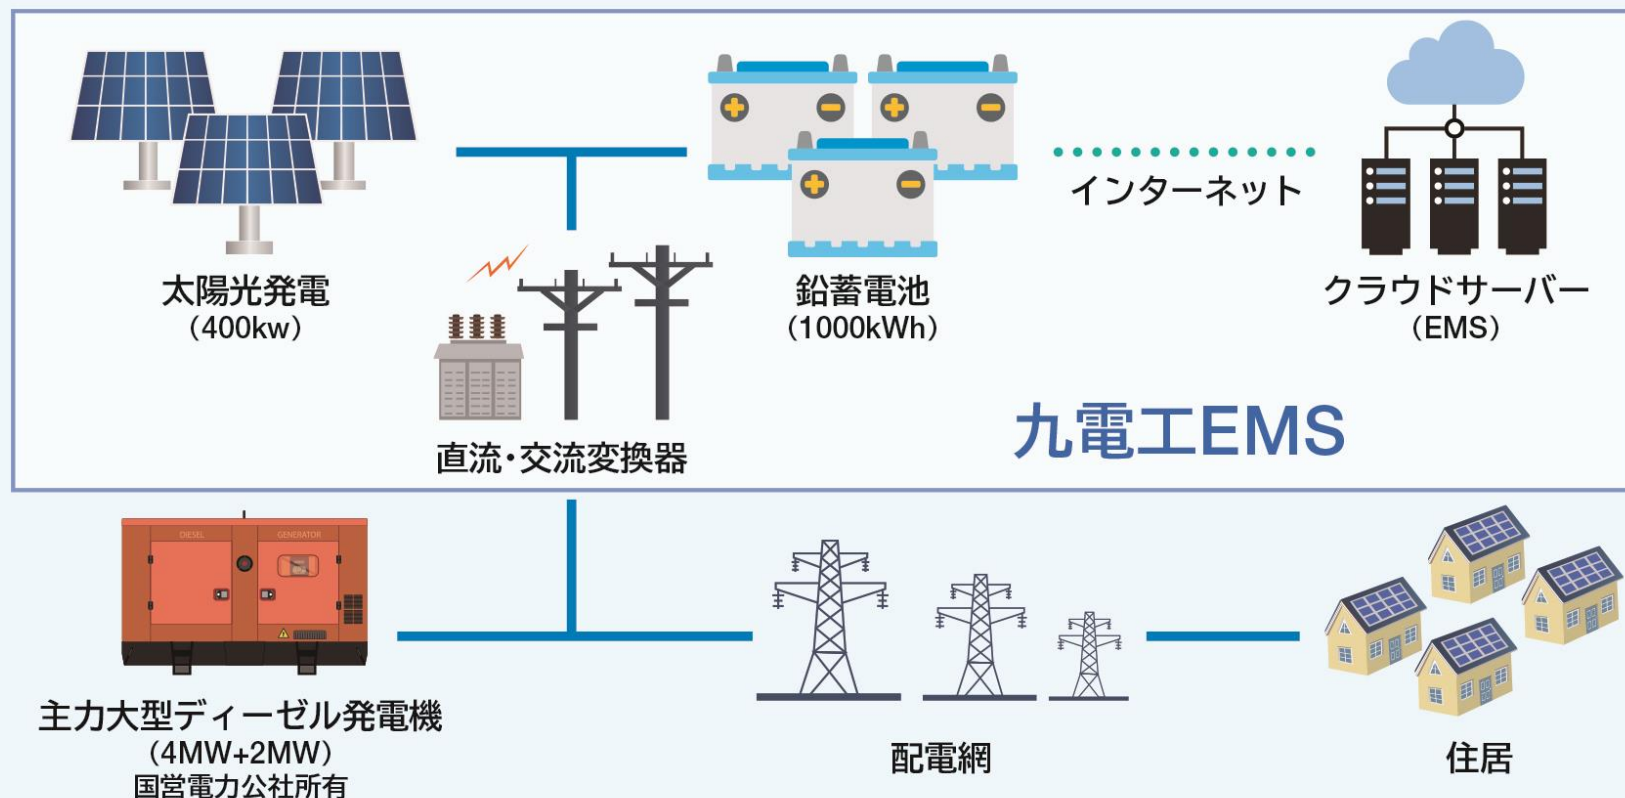 インターネット
太陽光発電
（400kw）
鉛蓄電池
（1000kWh）
クラウドサーバー
（EMS）
直流・交流変換器
九電工EMS
DIESEL
GENERATOR
主力大型ディーゼル発電機
（4MW+2MW）
国営電力公社所有
配電網
住居